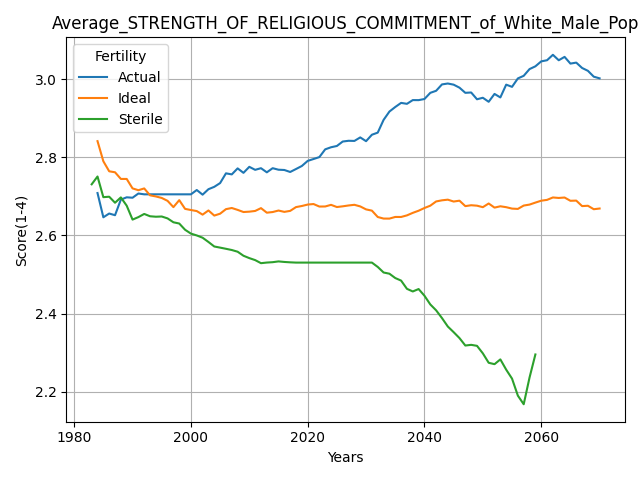 Average_STRENGTH_OF_RELIGIOUS_COMMITMENT_of_White_Male_Pop
Fertility
Actual
Ideal
Sterile
Score(1-4)
3.0
2.8
2.6
2.4
2.2
1980 2000 2020 2040 2060
Years